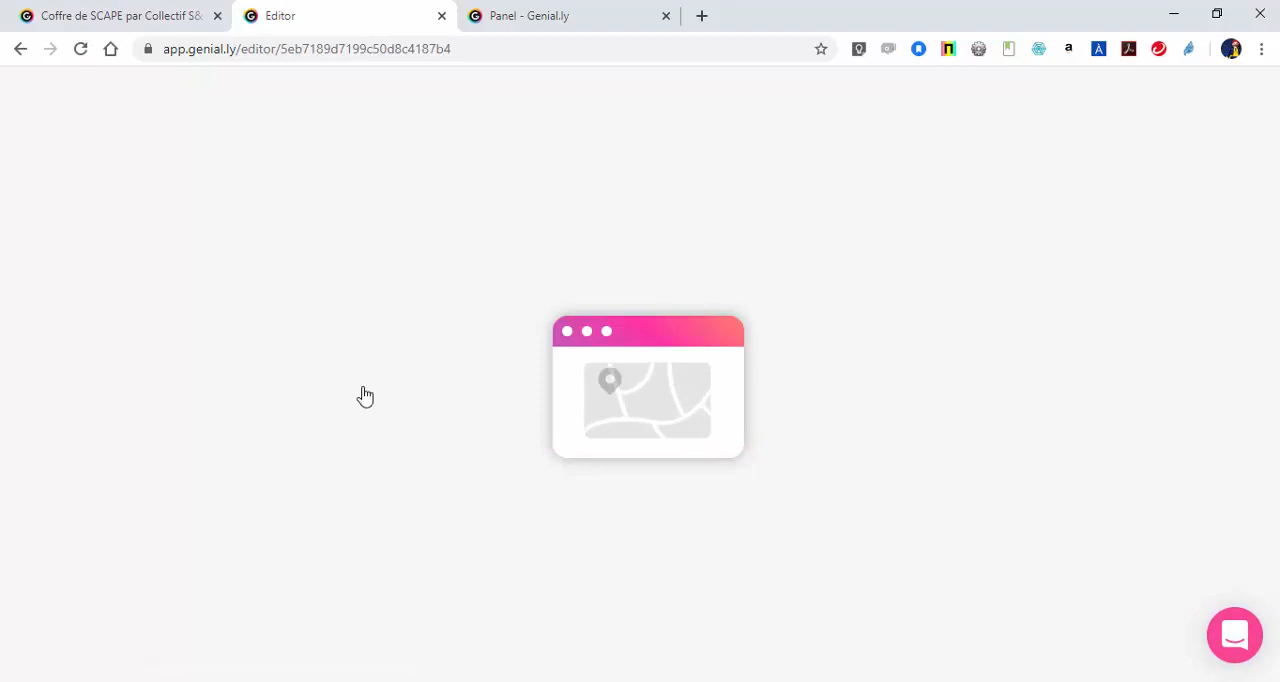 Coffre de SCAPE par Collectif S&
Editor
Panel - Genial.ly
app.genial.ly/editor/5eb7189d7199c50d8c4187b4